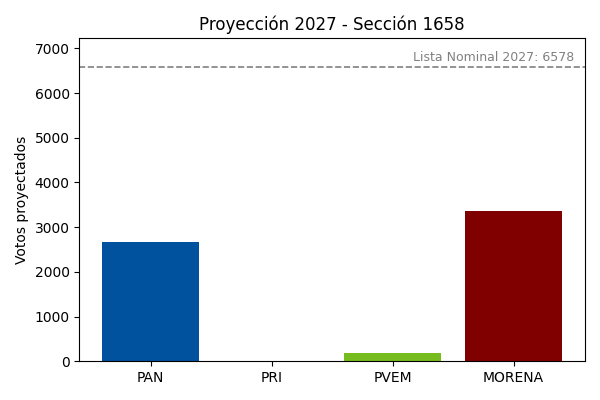 Proyección 2027 - Sección 1658
Lista Nominal 2027: 6578
Votos proyectados
7000
6000
5000
4000
3000
2000
1000
0
PAN
PRI
PVEM
MORENA